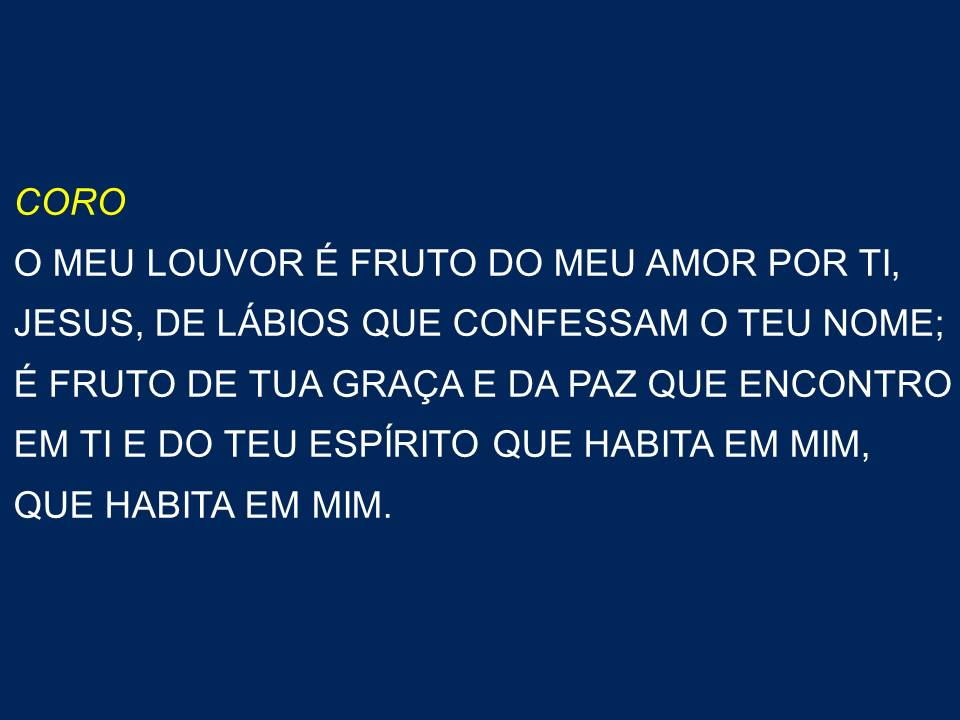 CORO
O MEU LOUVOR É FRUTO DO MEU AMOR POR TI,
JESUS, DE LÁBIOS QUE CONFESSAM O TEU NOME;
É FRUTO DE TUA GRAÇA E DA PAZ QUE ENCONTRO
EM TI E DO TEU ESPÍRITO QUE HABITA EM MIM,
QUE HABITA EM MIM.